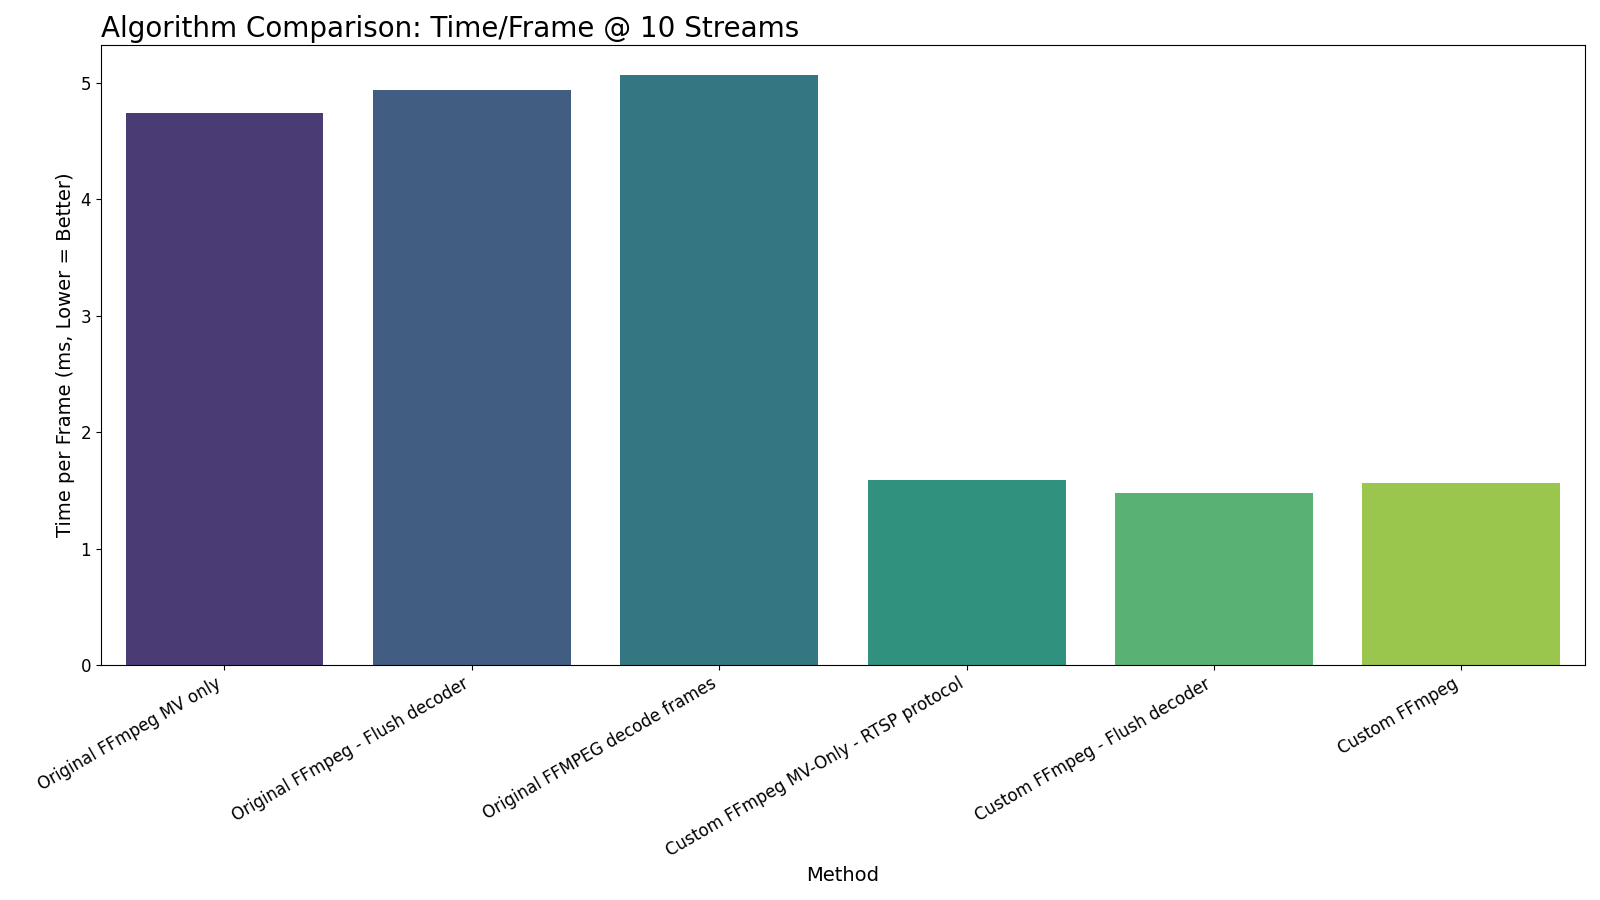 Algorithm Comparison: Time/Frame @ 10 Streams
Time per Frame (ms, Lower = Better)
5
4
3
2
1
0
Original FFmpeg MV only
Original FFmpeg - Flush decoder
Original FFMPEG decode frames
Custom FFmpeg MV-Only - RTSP protocol
Custom FFmpeg - Flush decoder
Custom FFmpeg
Method